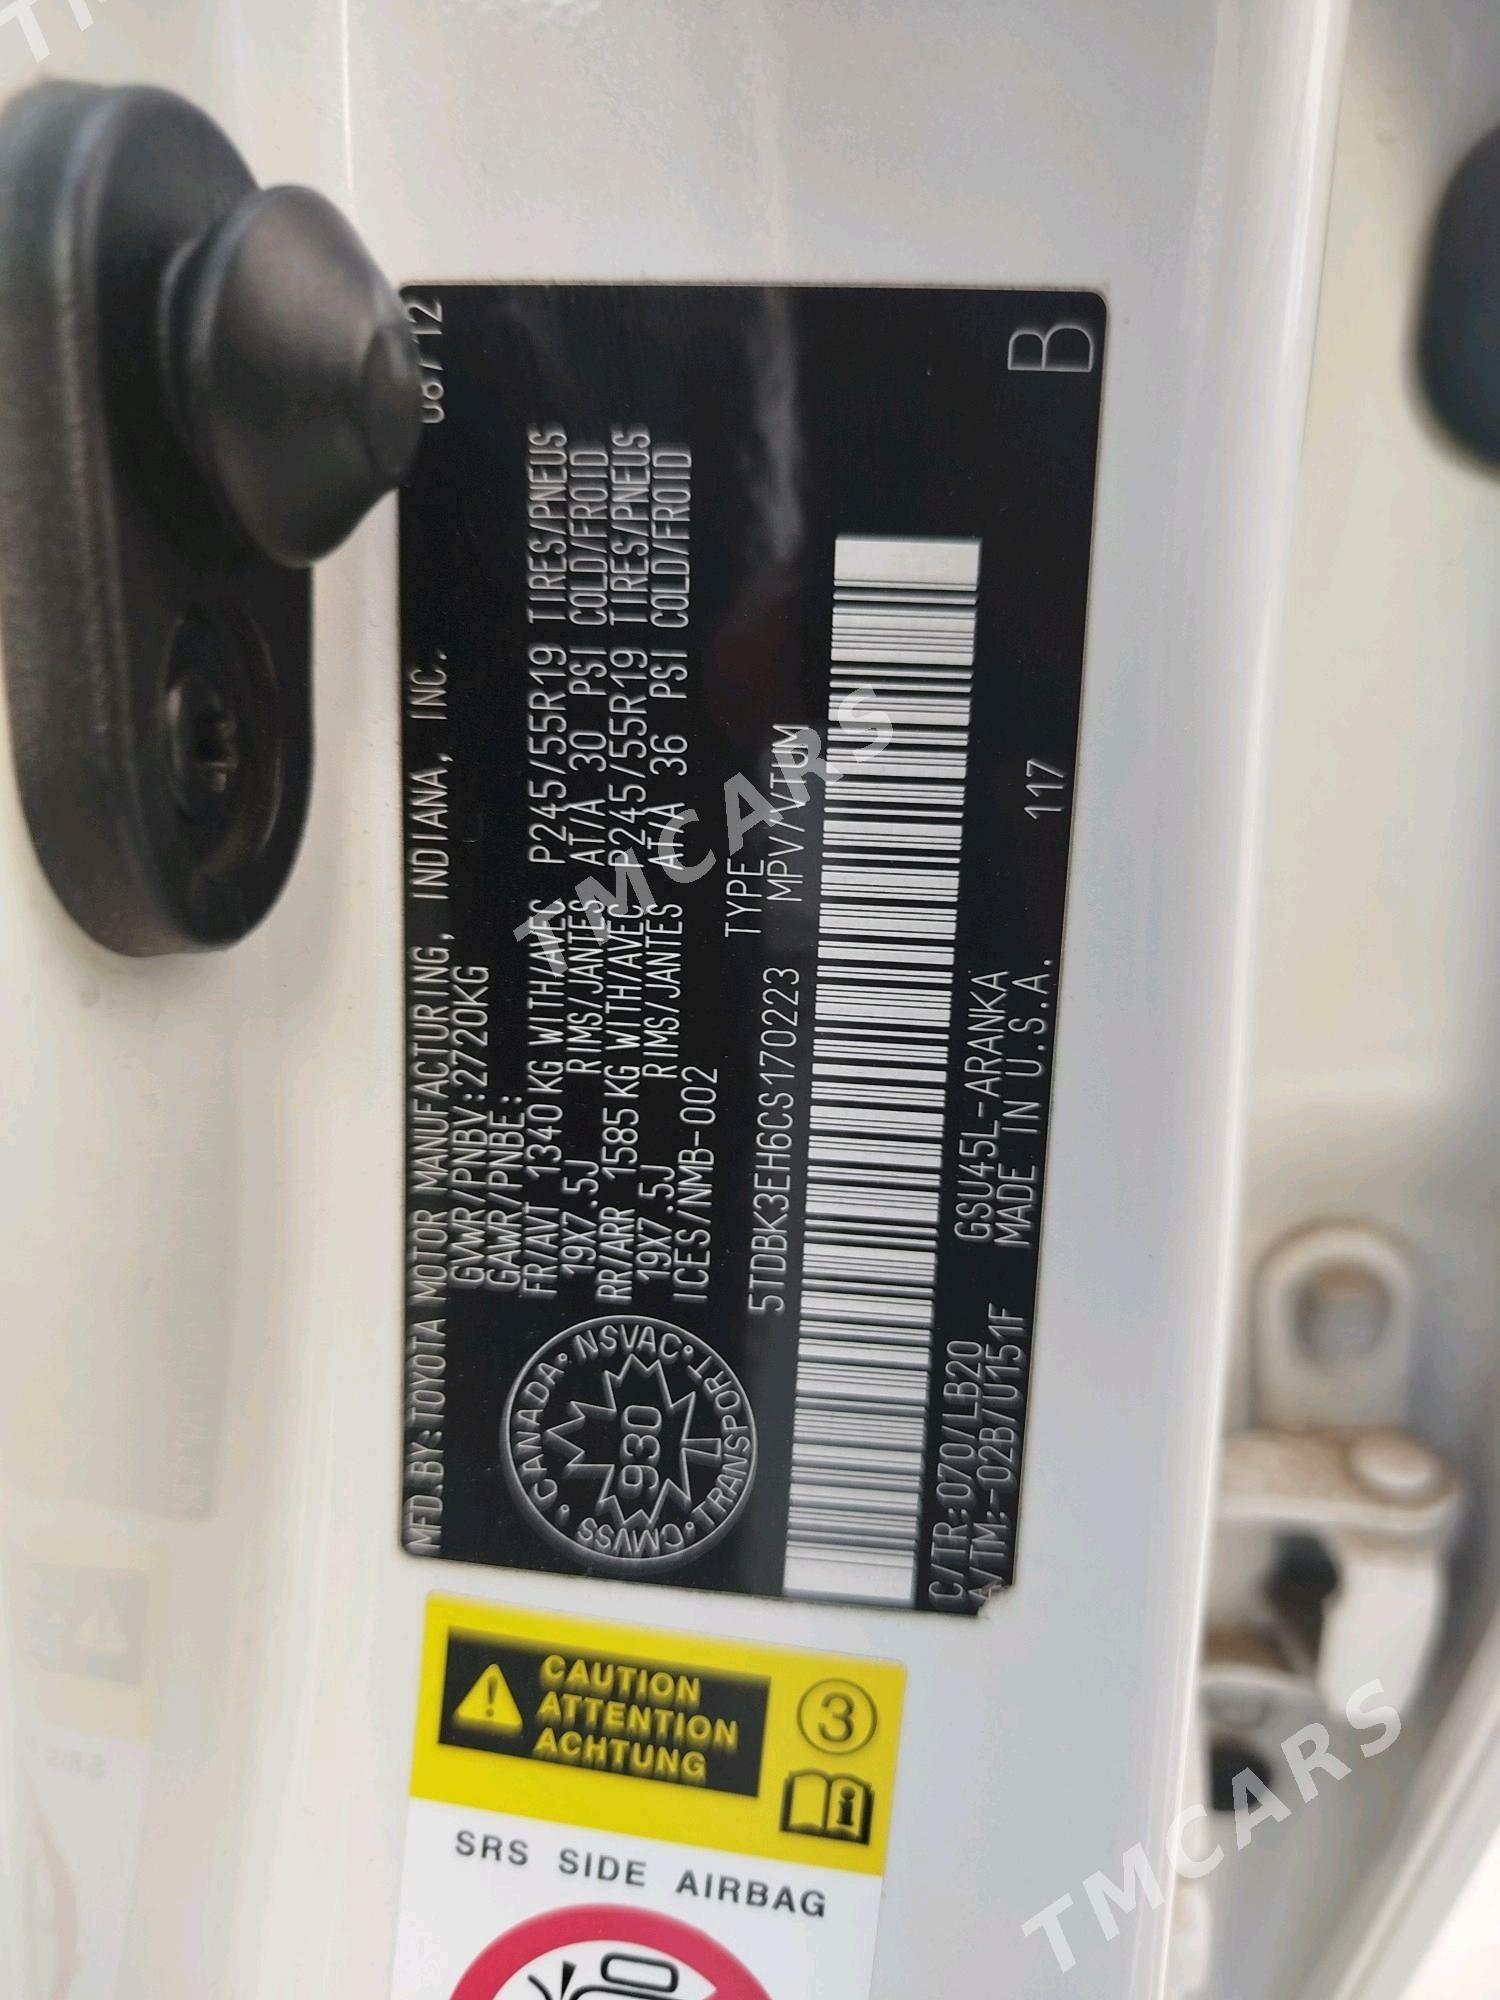 MFD.BY:TOYOTA MOTOR MANUFACTURING, INDIANA, INC. 08/12
GVWR/PNBV:2720KG
GAWR/PNBE:
FR/AVT 1340 KG WITH/AVEC P245/55R19 TIRES/PNEUS
19X7.5J RIMS/JANTES AT/A 30 PSI COLD/FROID
RR/ARR 1585 KG WITH/AVEC P245/55R19 TIRES/PNEUS
19X7.5J RIMS/JANTES AT/A 36 PSI COLD/FROID
ICES/NMB-002
CANADA · NSVAC · TRANSPORT · CMVSS
930
TYPE
5TDBK3EH6CS170223 MPV/VTUM
C/TR:070/LB20 GSU45L-ARANKA
A/TM:-02B/U151F MADE IN U.S.A. 117
B
CAUTION
ATTENTION
ACHTUNG
3
SRS SIDE AIRBAG
TMCARS
TMCARS